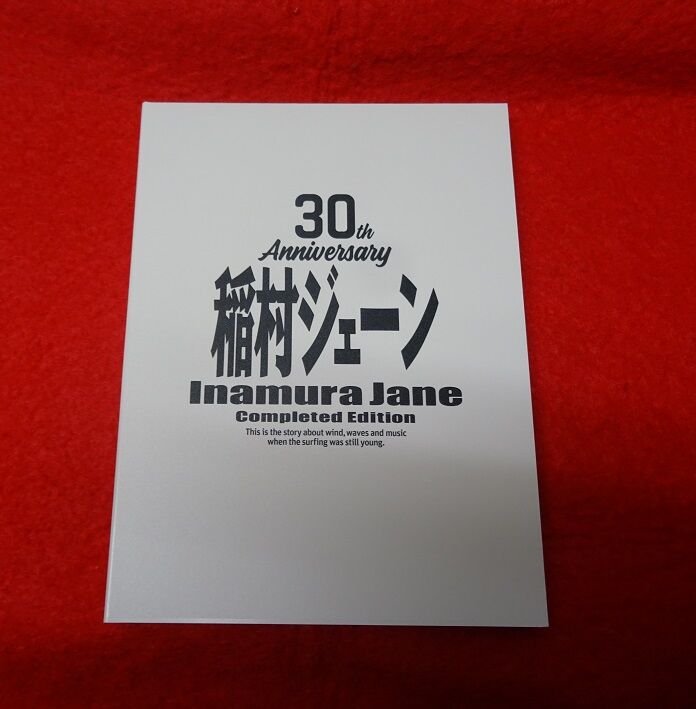 30th
Anniversary
稲村ジェーン
Inamura Jane
Completed Edition
This is the story about wind, waves and music
when the surfing was still young.